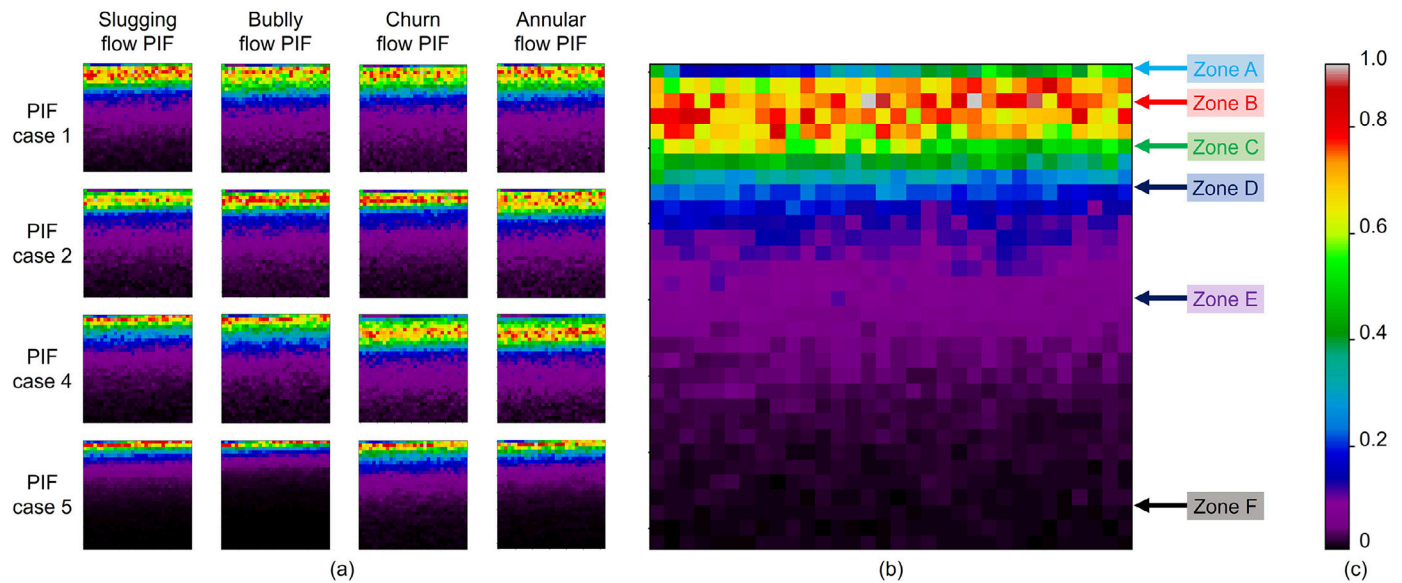 Slugging
flow PIF
Bublly
flow PIF
Churn
flow PIF
Annular
flow PIF
PIF
case 1
PIF
case 2
PIF
case 4
PIF
case 5
(a)
Zone A
Zone B
Zone C
Zone D
Zone E
Zone F
(b)
1.0
0.8
0.6
0.4
0.2
0
(c)